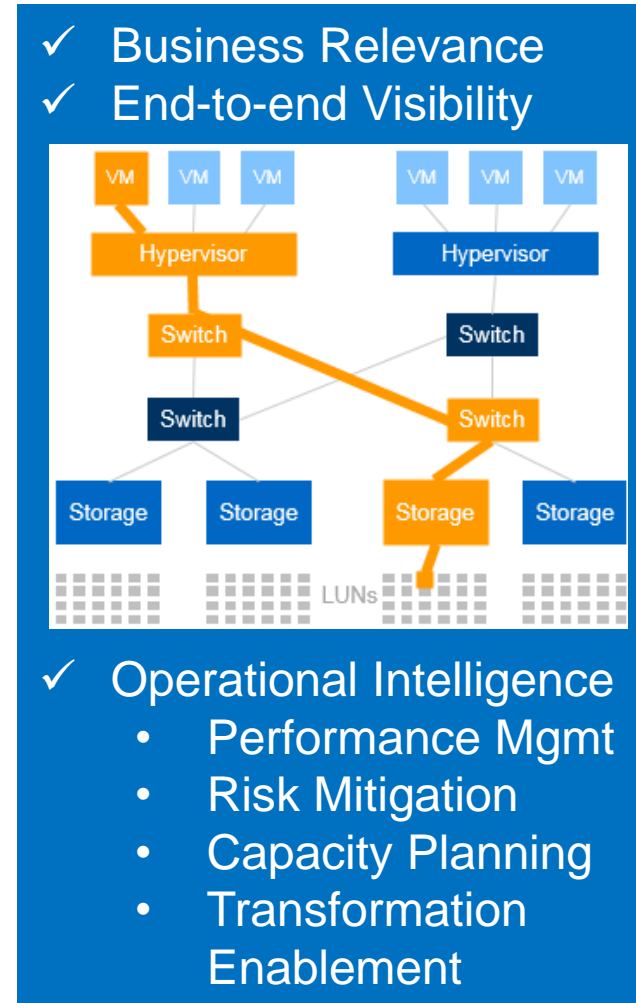 ✓ Business Relevance
✓ End-to-end Visibility
VM VM VM VM VM VM
Hypervisor Hypervisor
Switch Switch
Switch Switch
Storage Storage Storage Storage
LUNs
✓ Operational Intelligence
• Performance Mgmt
• Risk Mitigation
• Capacity Planning
• Transformation
Enablement